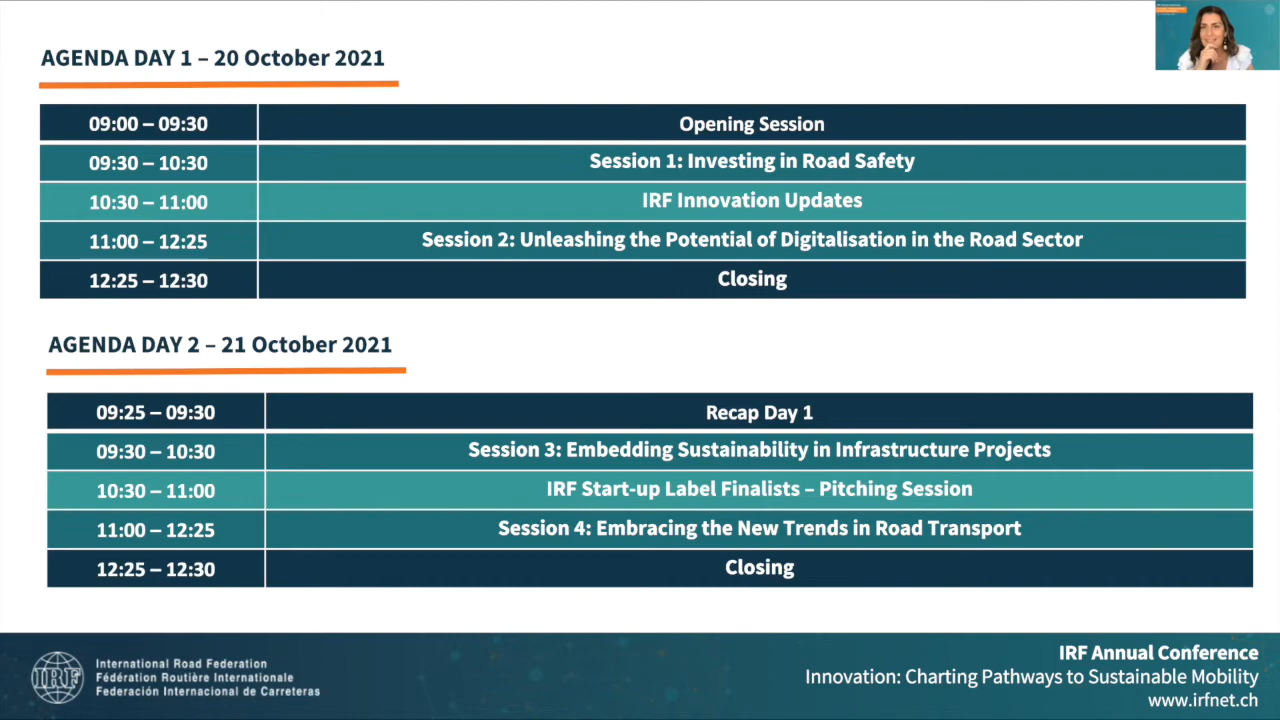 AGENDA DAY 1 – 20 October 2021
09:00 – 09:30 Opening Session
09:30 – 10:30 Session 1: Investing in Road Safety
10:30 – 11:00 IRF Innovation Updates
11:00 – 12:25 Session 2: Unleashing the Potential of Digitalisation in the Road Sector
12:25 – 12:30 Closing
AGENDA DAY 2 – 21 October 2021
09:25 – 09:30 Recap Day 1
09:30 – 10:30 Session 3: Embedding Sustainability in Infrastructure Projects
10:30 – 11:00 IRF Start-up Label Finalists – Pitching Session
11:00 – 12:25 Session 4: Embracing the New Trends in Road Transport
12:25 – 12:30 Closing
IRF
International Road Federation
Fédération Routière Internationale
Federación Internacional de Carreteras
IRF Annual Conference
Innovation: Charting Pathways to Sustainable Mobility
www.irfnet.ch